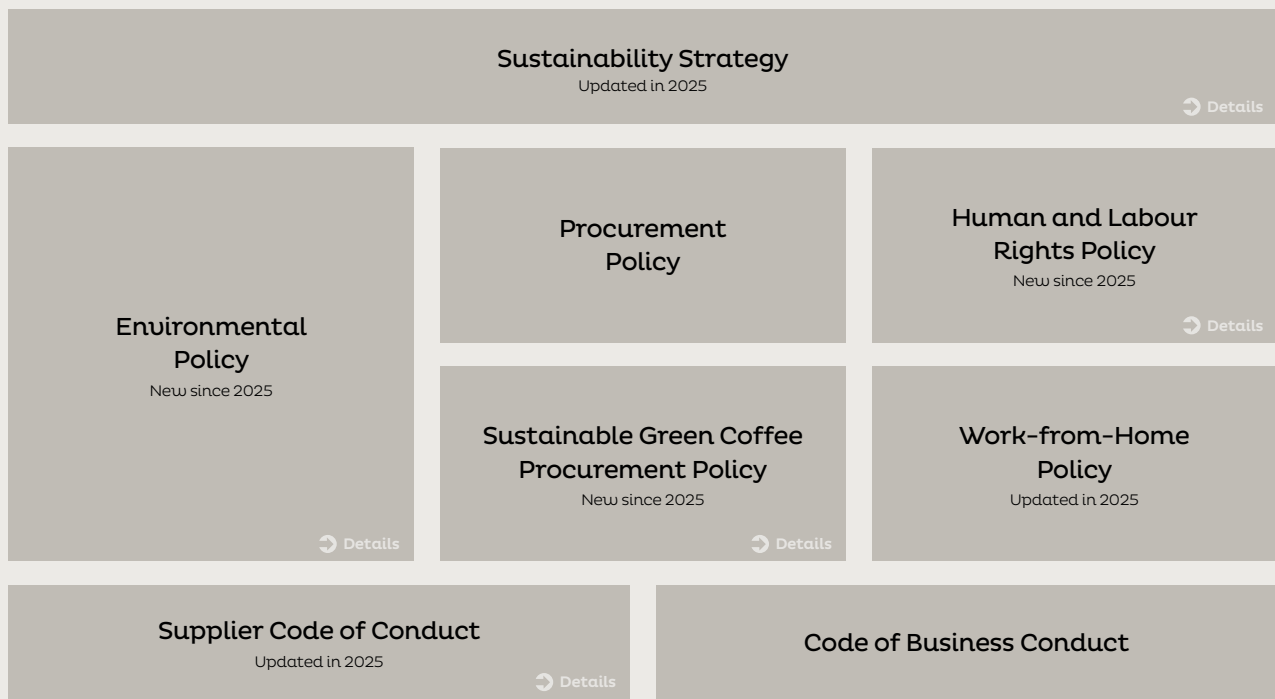 Sustainability Strategy
Updated in 2025
Details
Environmental
Policy
New since 2025
Details
Procurement
Policy
Human and Labour
Rights Policy
New since 2025
Details
Sustainable Green Coffee
Procurement Policy
New since 2025
Details
Work-from-Home
Policy
Updated in 2025
Supplier Code of Conduct
Updated in 2025
Details
Code of Business Conduct